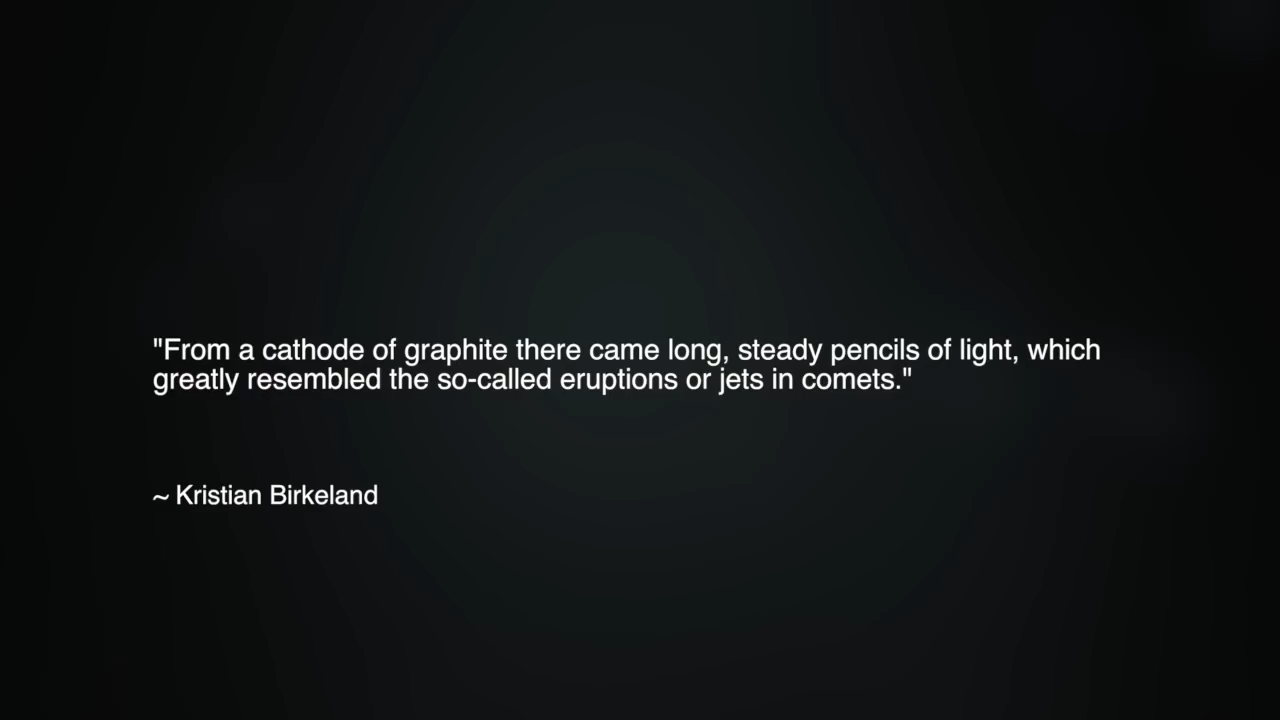 "From a cathode of graphite there came long, steady pencils of light, which
greatly resembled the so-called eruptions or jets in comets."
~ Kristian Birkeland